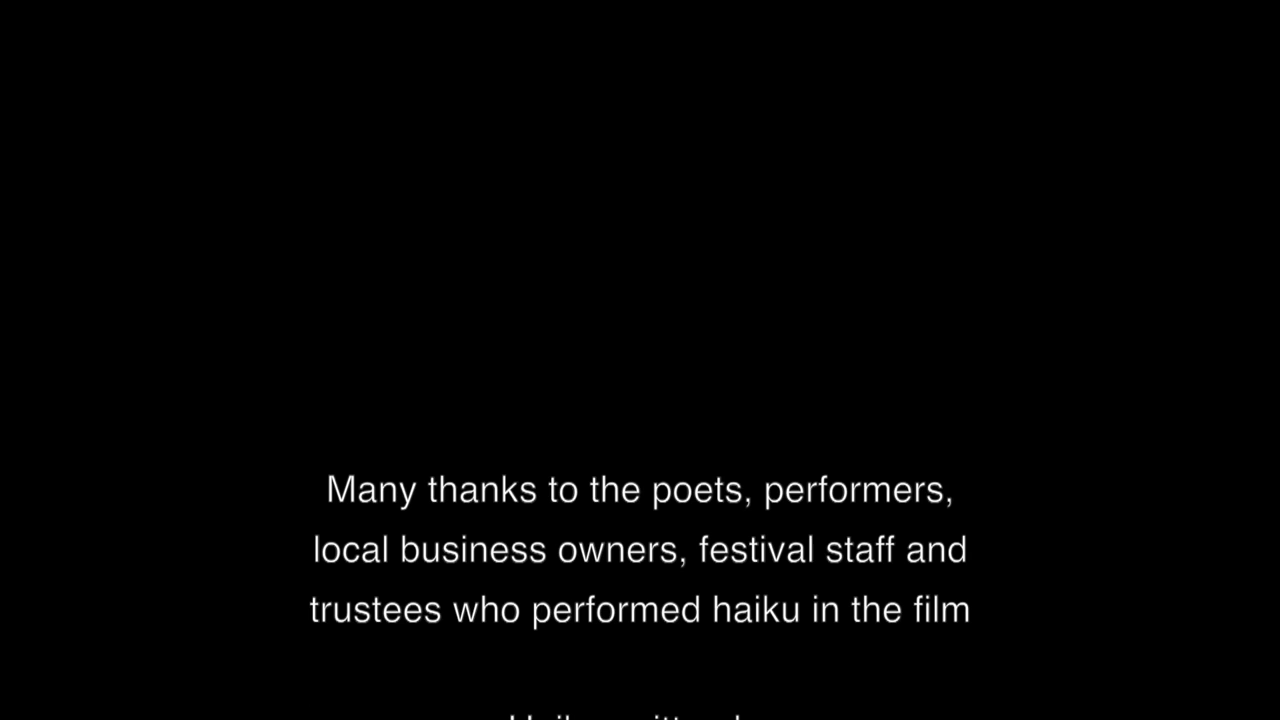 Many thanks to the poets, performers,
local business owners, festival staff and
trustees who performed haiku in the film